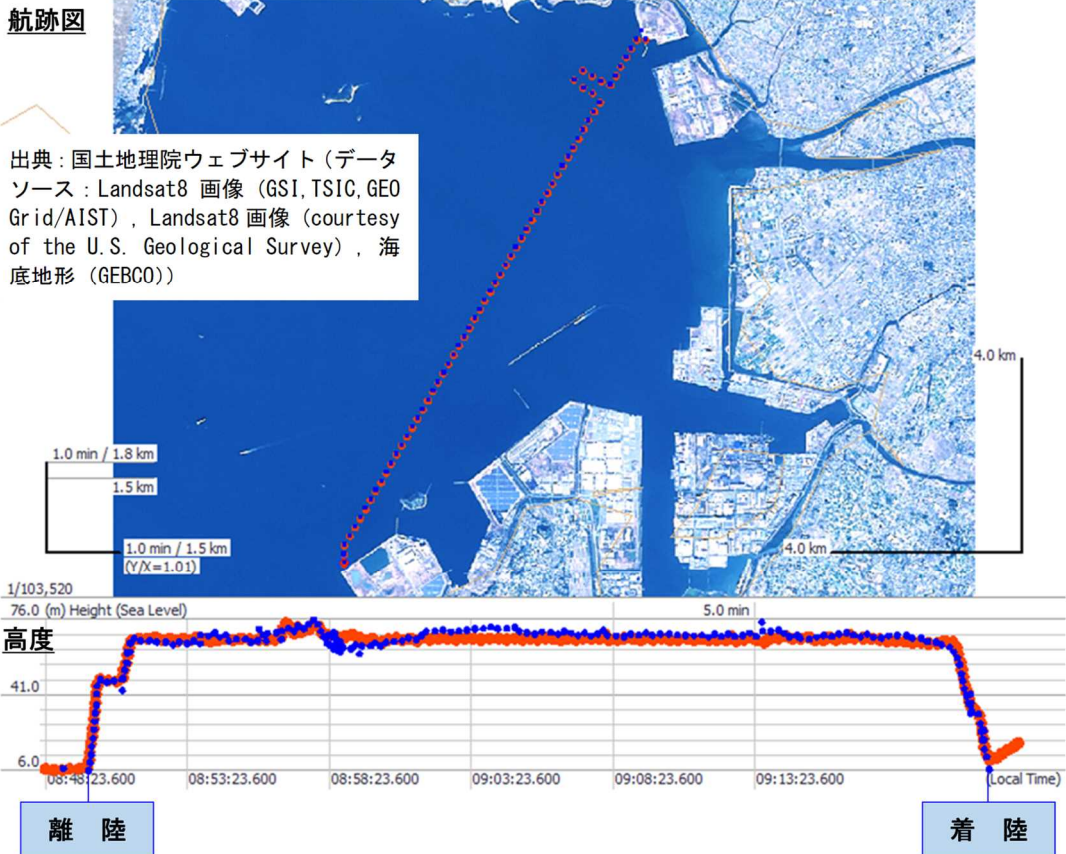 航跡図
出典：国土地理院ウェブサイト（データ
ソース：Landsat8 画像（GSI,TSIC,GEO
Grid/AIST）, Landsat8 画像（courtesy
of the U.S. Geological Survey）, 海
底地形（GEBCO））
4.0 km
1.0 min / 1.8 km
1.5 km
1.0 min / 1.5 km
(Y/X=1.01)
4.0 km
1/103,520
76.0 (m) Height (Sea Level)
5.0 min
高度
41.0
6.0
08:48:23.600
08:53:23.600
08:58:23.600
09:03:23.600
09:08:23.600
09:13:23.600
(Local Time)
離　陸
着　陸